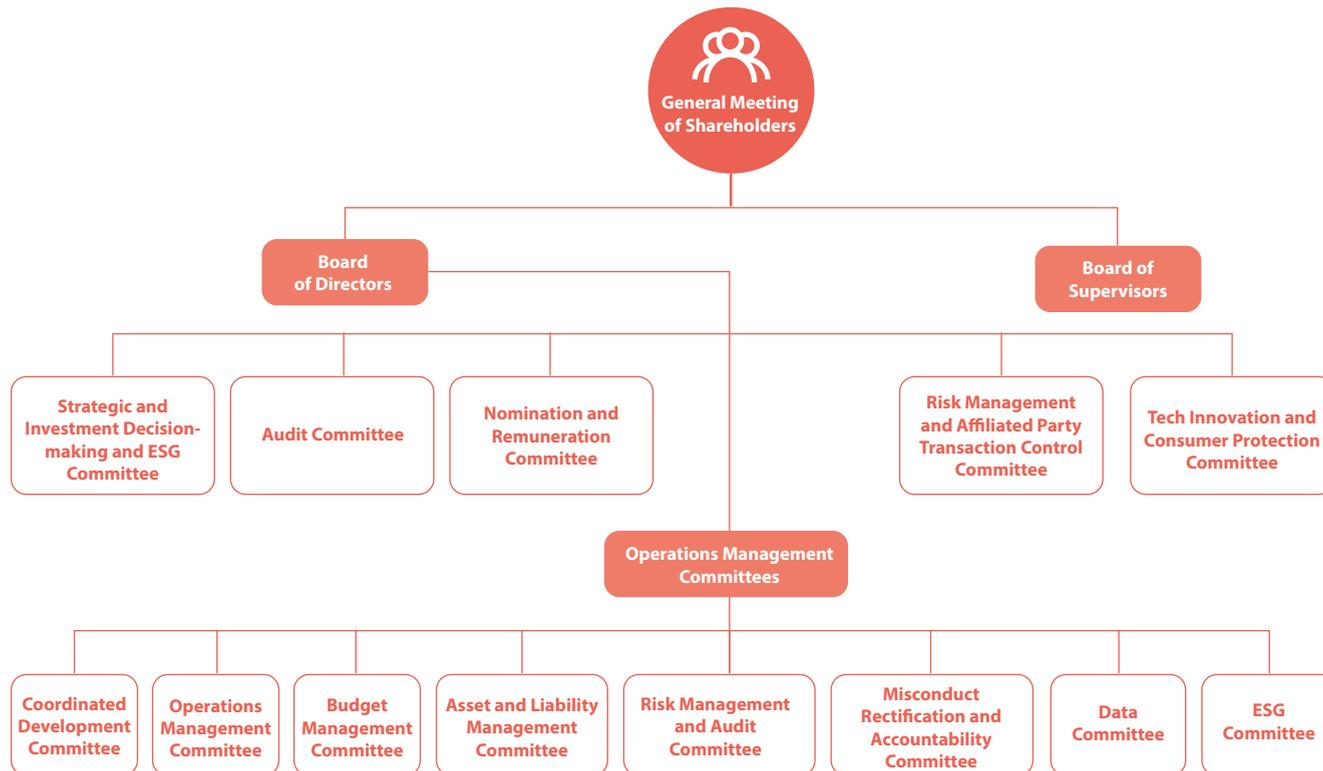 General Meeting
of Shareholders
Board
of Directors
Board of
Supervisors
Strategic and
Investment Decision-
making and ESG
Committee
Audit Committee
Nomination and
Remuneration
Committee
Risk Management
and Affiliated Party
Transaction Control
Committee
Tech Innovation and
Consumer Protection
Committee
Operations Management
Committees
Coordinated
Development
Committee
Operations
Management
Committee
Budget
Management
Committee
Asset and Liability
Management
Committee
Risk Management
and Audit
Committee
Misconduct
Rectification and
Accountability
Committee
Data
Committee
ESG
Committee